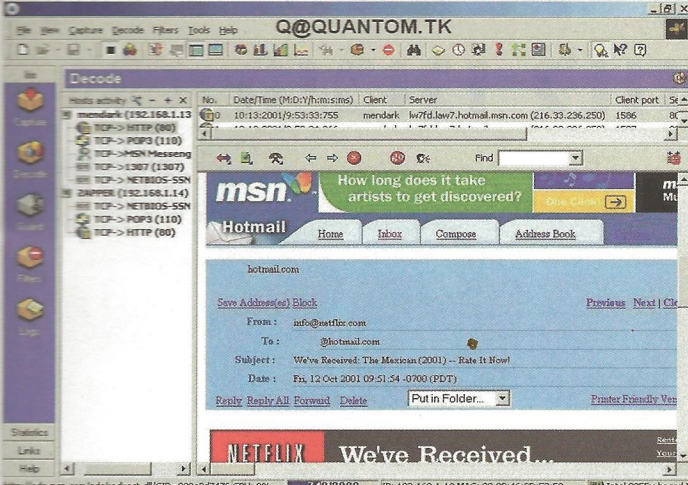 Q@QUANTOM.TK
File View Capture Decode Filters Tools Help
Decode
Hosts activity
mendark (192.168.1.13
TCP-> HTTP (80)
TCP-> POP3 (110)
TCP->MSN Messeng
TCP->1307 (1307)
TCP-> NETBIOS-SSN
ZAPPER (192.168.1.14)
TCP-> NETBIOS-SSN
TCP-> POP3 (110)
TCP-> HTTP (80)
No. Date/Time (M:D:Y/h:m:s:ms) Client Server Client port Se
0 10:13:2001/9:53:33:755 mendark lw7fd.law7.hotmail.msn.com (216.33.236.250) 1586 80
Find
msn
How long does it take
artists to get discovered?
One Click!
Hotmail
Home Inbox Compose Address Book
hotmail.com
Save Address(es) Block
Previous Next | Clo
From : info@netflix.com
To : @hotmail.com
Subject : We've Received: The Mexican (2001) -- Rate It Now!
Date : Fri, 12 Oct 2001 09:51:54 -0700 (PDT)
Reply Reply All Forward Delete
Put in Folder...
Printer Friendly Ver
NETFLIX
We've Received...
Capture
Decode
Guard
Filters
Logs
Statistics
Links
Help